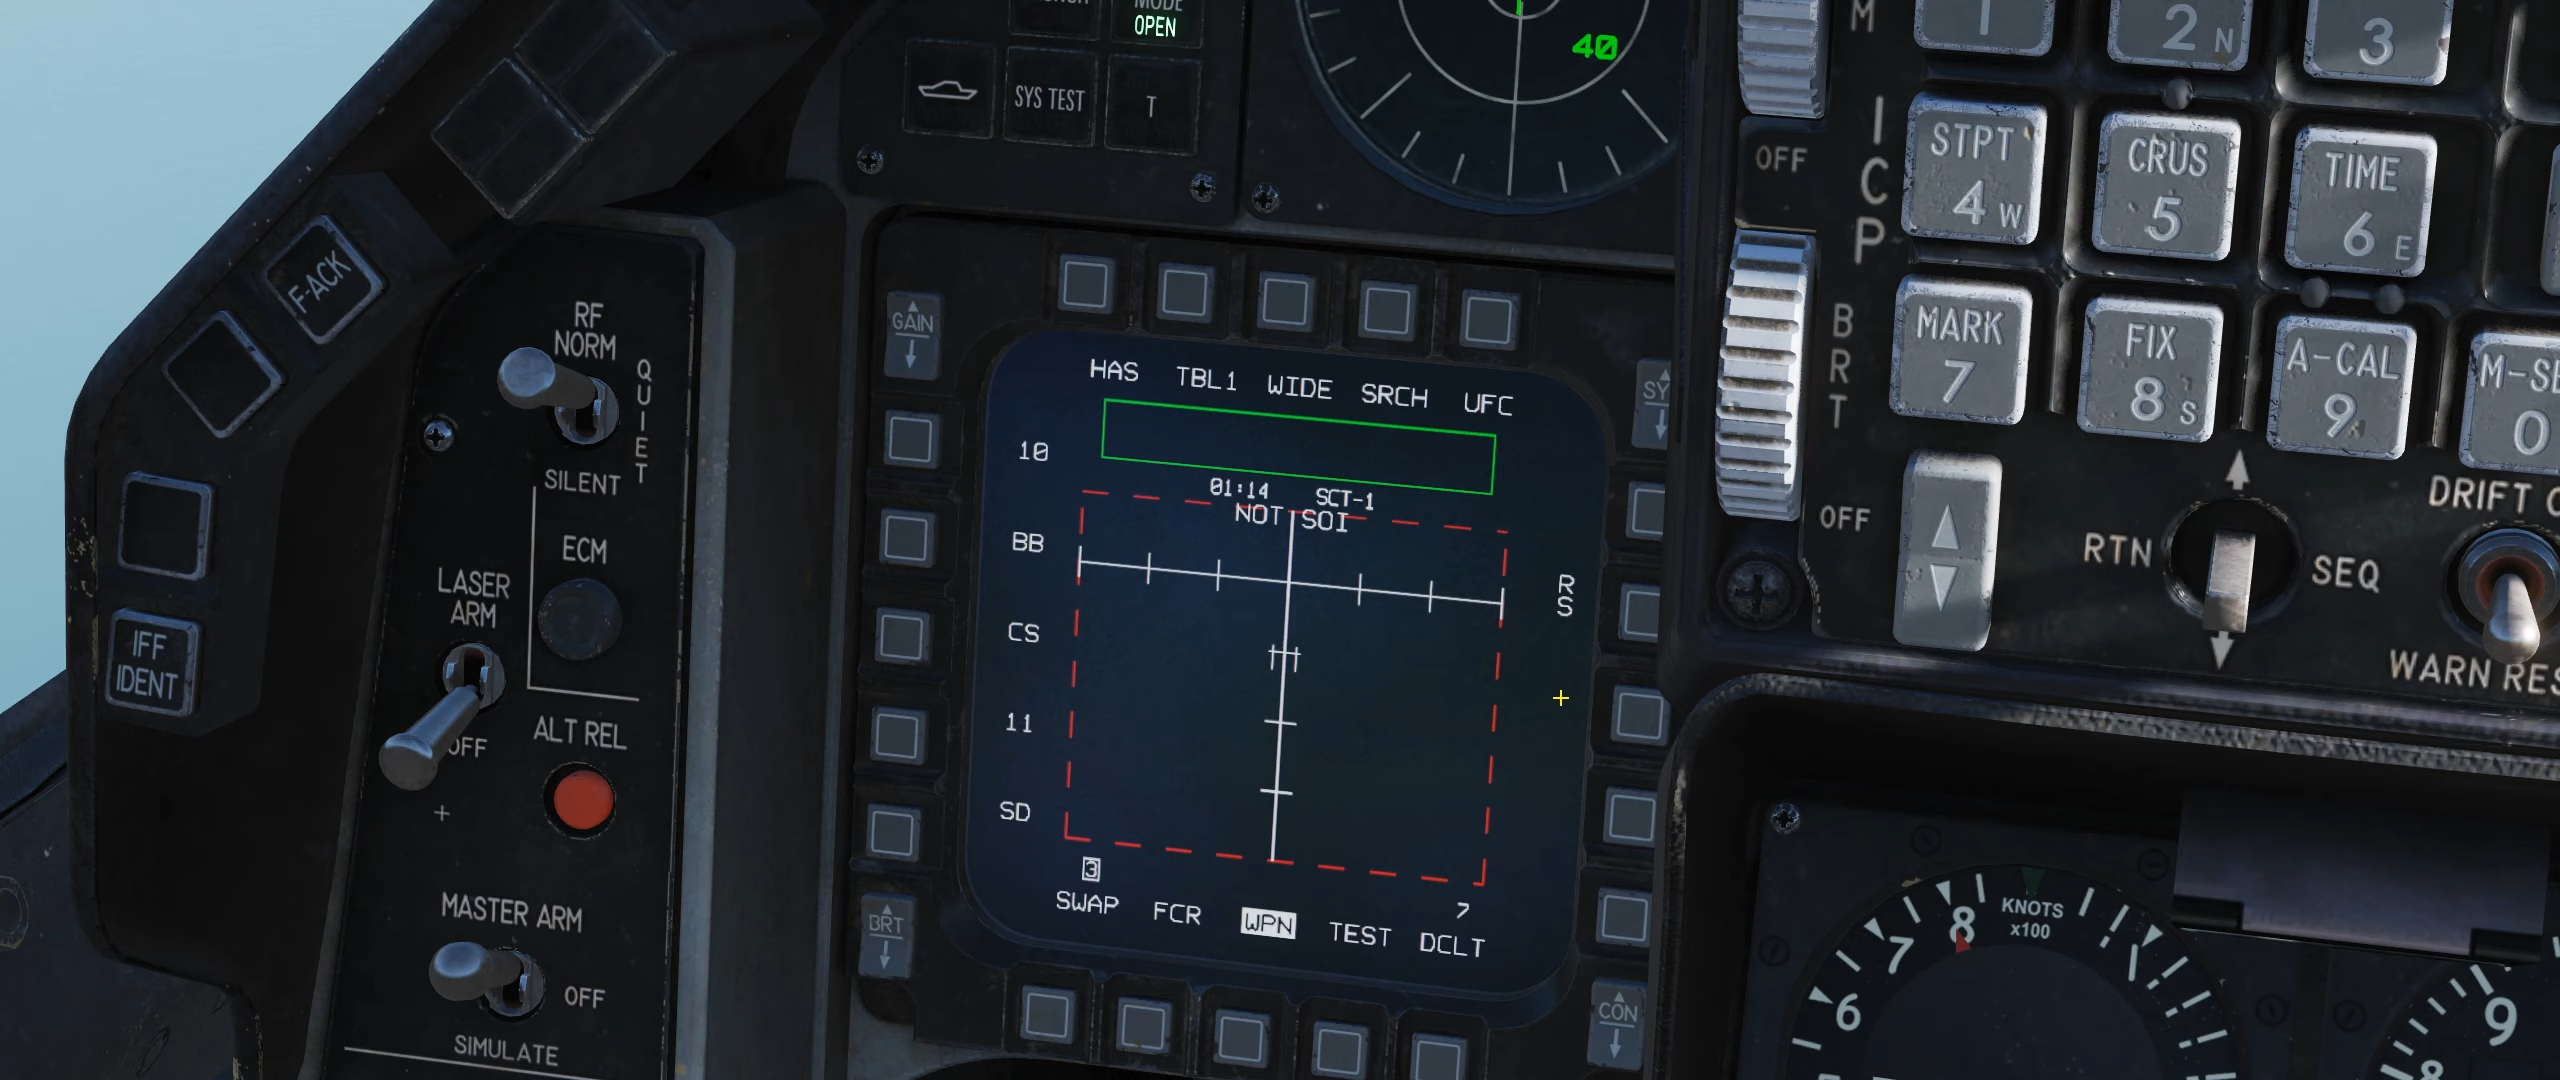 MODE
OPEN
SYS TEST
T
40
F-ACK
IFF
IDENT
RF
NORM
QUIET
SILENT
ECM
LASER
ARM
OFF
ALT REL
MASTER ARM
OFF
SIMULATE
GAIN
BRT
CON
HAS TBL1 WIDE SRCH UFC
10
01:14 SCT-1
NOT SOI
BB
RS
CS
11
SD
3
7
SWAP FCR WPN TEST DCLT
ICP
OFF
BRT
OFF
1
2 N
3
STPT
4 W
CRUS
5
TIME
6 E
MARK
7
FIX
8 S
A-CAL
9
0
DRIFT
RTN
SEQ
WARN
KNOTS
x100
8
7
6
1
9